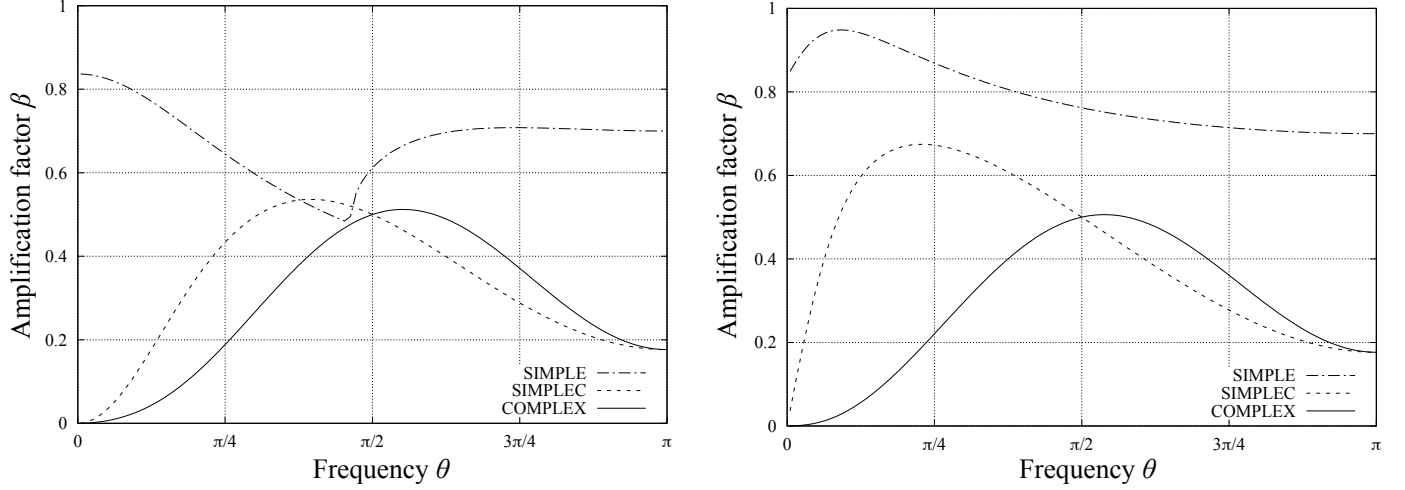 1
0.8
0.6
0.4
0.2
0
0 π/4 π/2 3π/4 π
Amplification factor β
Frequency θ
SIMPLE
SIMPLEC
COMPLEX
1
0.8
0.6
0.4
0.2
0
0 π/4 π/2 3π/4 π
Amplification factor β
Frequency θ
SIMPLE
SIMPLEC
COMPLEX